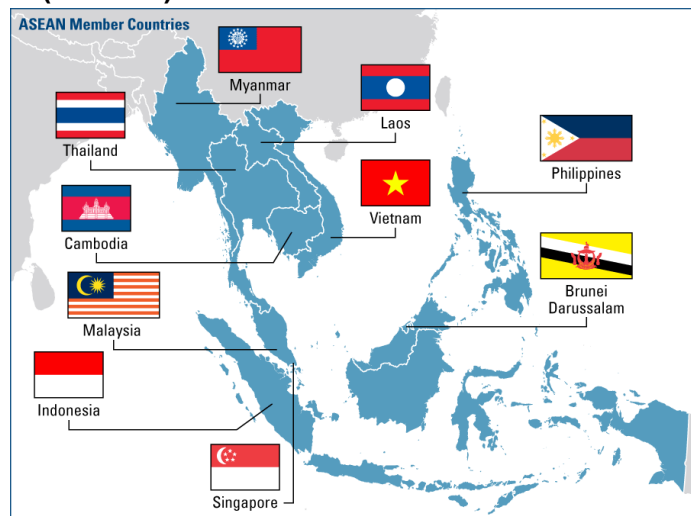 ASEAN Member Countries
Myanmar
Laos
Thailand
Philippines
Vietnam
Cambodia
Brunei
Darussalam
Malaysia
Indonesia
Singapore